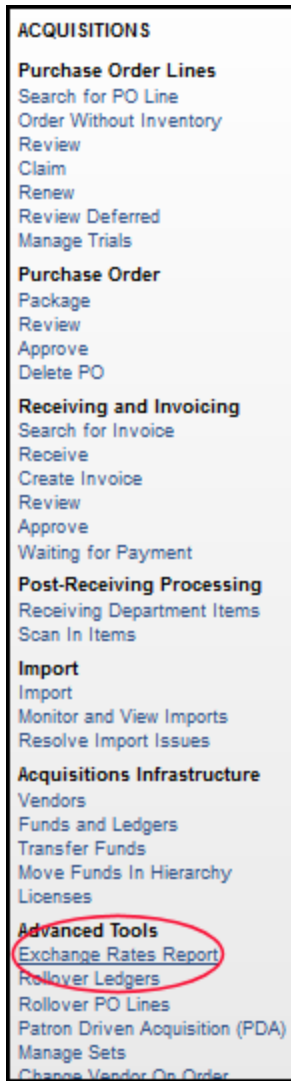 ACQUISITIONS
Purchase Order Lines
Search for PO Line
Order Without Inventory
Review
Claim
Renew
Review Deferred
Manage Trials
Purchase Order
Package
Review
Approve
Delete PO
Receiving and Invoicing
Search for Invoice
Receive
Create Invoice
Review
Approve
Waiting for Payment
Post-Receiving Processing
Receiving Department Items
Scan In Items
Import
Import
Monitor and View Imports
Resolve Import Issues
Acquisitions Infrastructure
Vendors
Funds and Ledgers
Transfer Funds
Move Funds In Hierarchy
Licenses
Advanced Tools
Exchange Rates Report
Rollover Ledgers
Rollover PO Lines
Patron Driven Acquisition (PDA)
Manage Sets
Change Vendor On Order